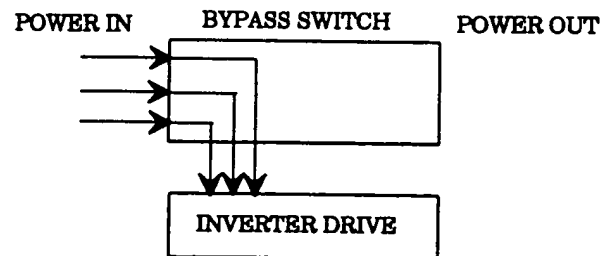 POWER IN
BYPASS SWITCH
POWER OUT
INVERTER DRIVE